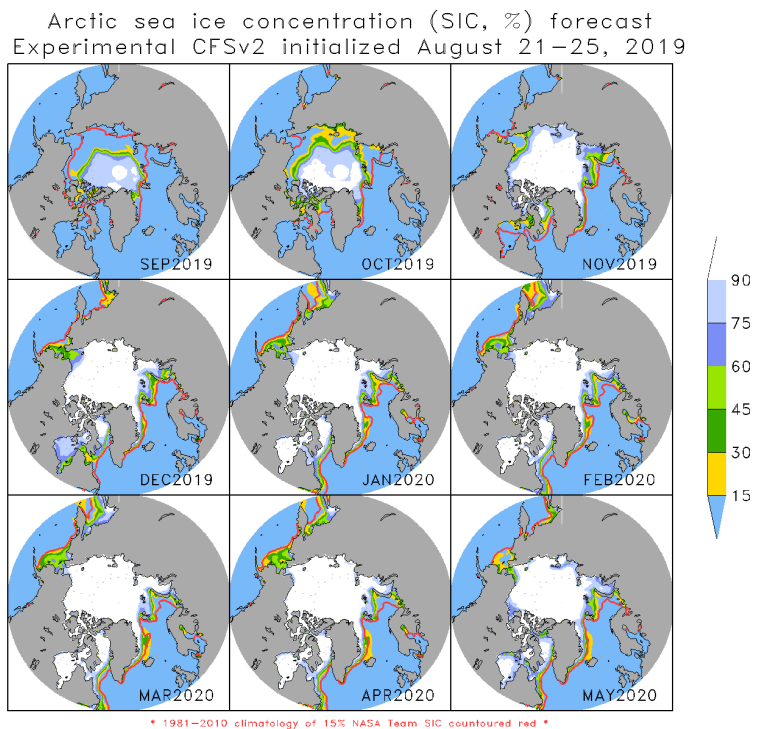 Arctic sea ice concentration (SIC, %) forecast
Experimental CFSv2 initialized August 21-25, 2019
SEP2019
OCT2019
NOV2019
DEC2019
JAN2020
FEB2020
MAR2020
APR2020
MAY2020
90
75
60
45
30
15
* 1981-2010 climatology of 15% NASA Team SIC countoured red *